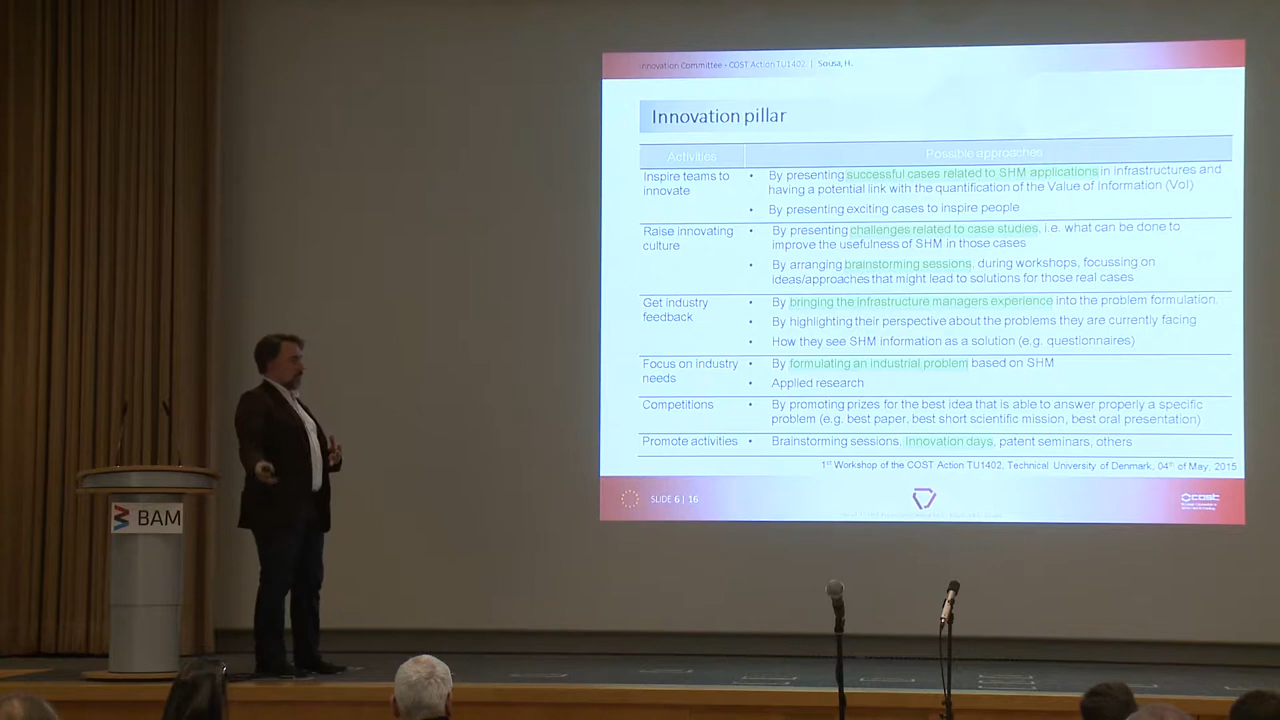 Innovation Committee - COST Action TU1402 | Sousa, H.
Innovation pillar
Activities
Possible approaches
Inspire teams to innovate
• By presenting successful cases related to SHM applications in infrastructures and
having a potential link with the quantification of the Value of Information (VoI)
• By presenting exciting cases to inspire people
Raise innovating culture
• By presenting challenges related to case studies, i.e. what can be done to
improve the usefulness of SHM in those cases
• By arranging brainstorming sessions, during workshops, focussing on
ideas/approaches that might lead to solutions for those real cases
Get industry feedback
• By bringing the infrastructure managers experience into the problem formulation.
• By highlighting their perspective about the problems they are currently facing
• How they see SHM information as a solution (e.g. questionnaires)
Focus on industry needs
• By formulating an industrial problem based on SHM
• Applied research
Competitions
• By promoting prizes for the best idea that is able to answer properly a specific
problem (e.g. best paper, best short scientific mission, best oral presentation)
Promote activities
• Brainstorming sessions, Innovation days, patent seminars, others
1st Workshop of the COST Action TU1402, Technical University of Denmark, 04th of May, 2015
SLIDE 6 | 16
cost
BAM